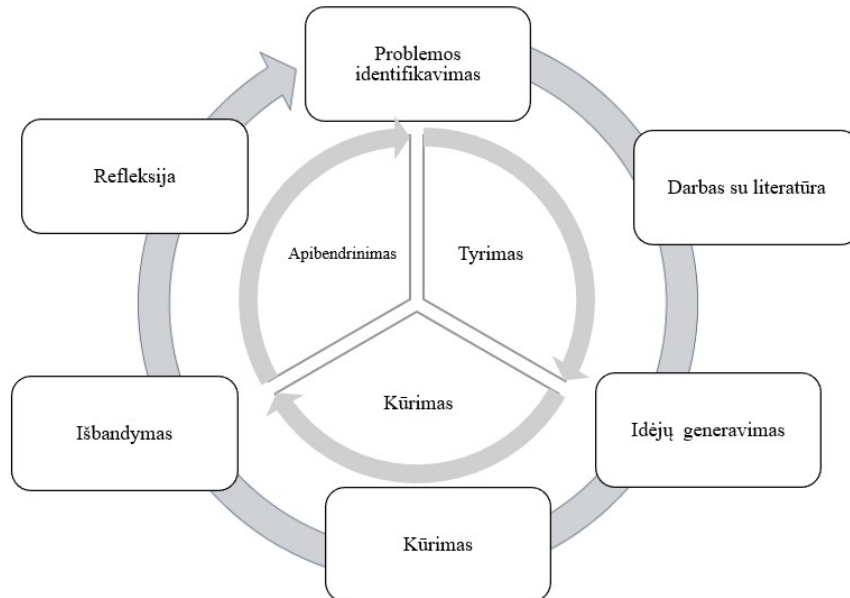 Problemos
identifikavimas
Refleksija
Darbas su literatūra
Apibendrinimas
Tyrimas
Kūrimas
Išbandymas
Idėjų generavimas
Kūrimas